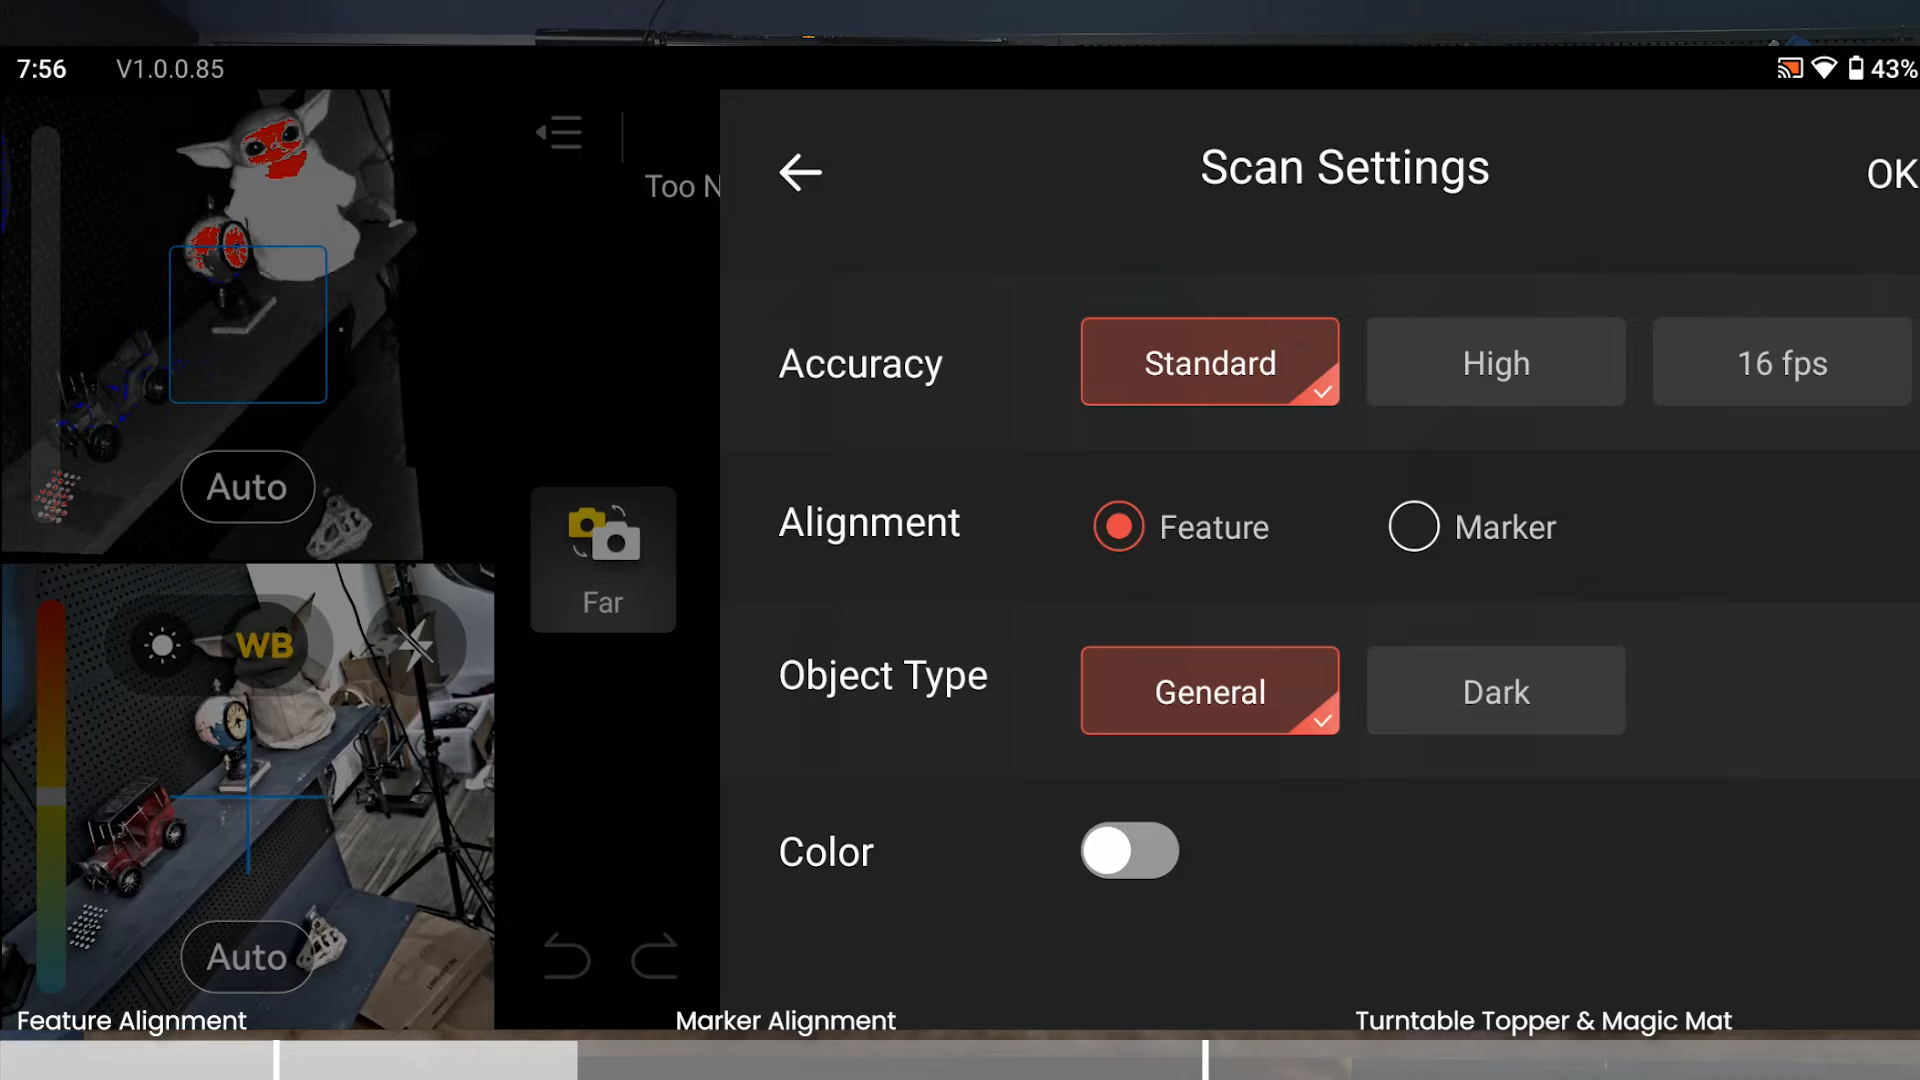 7:56 V1.0.0.85 43%
Too N
Scan Settings
OK
Accuracy
Standard
High
16 fps
Auto
Alignment
Feature
Marker
Far
Object Type
General
Dark
WB
Color
Auto
Feature Alignment
Marker Alignment
Turntable Topper & Magic Mat